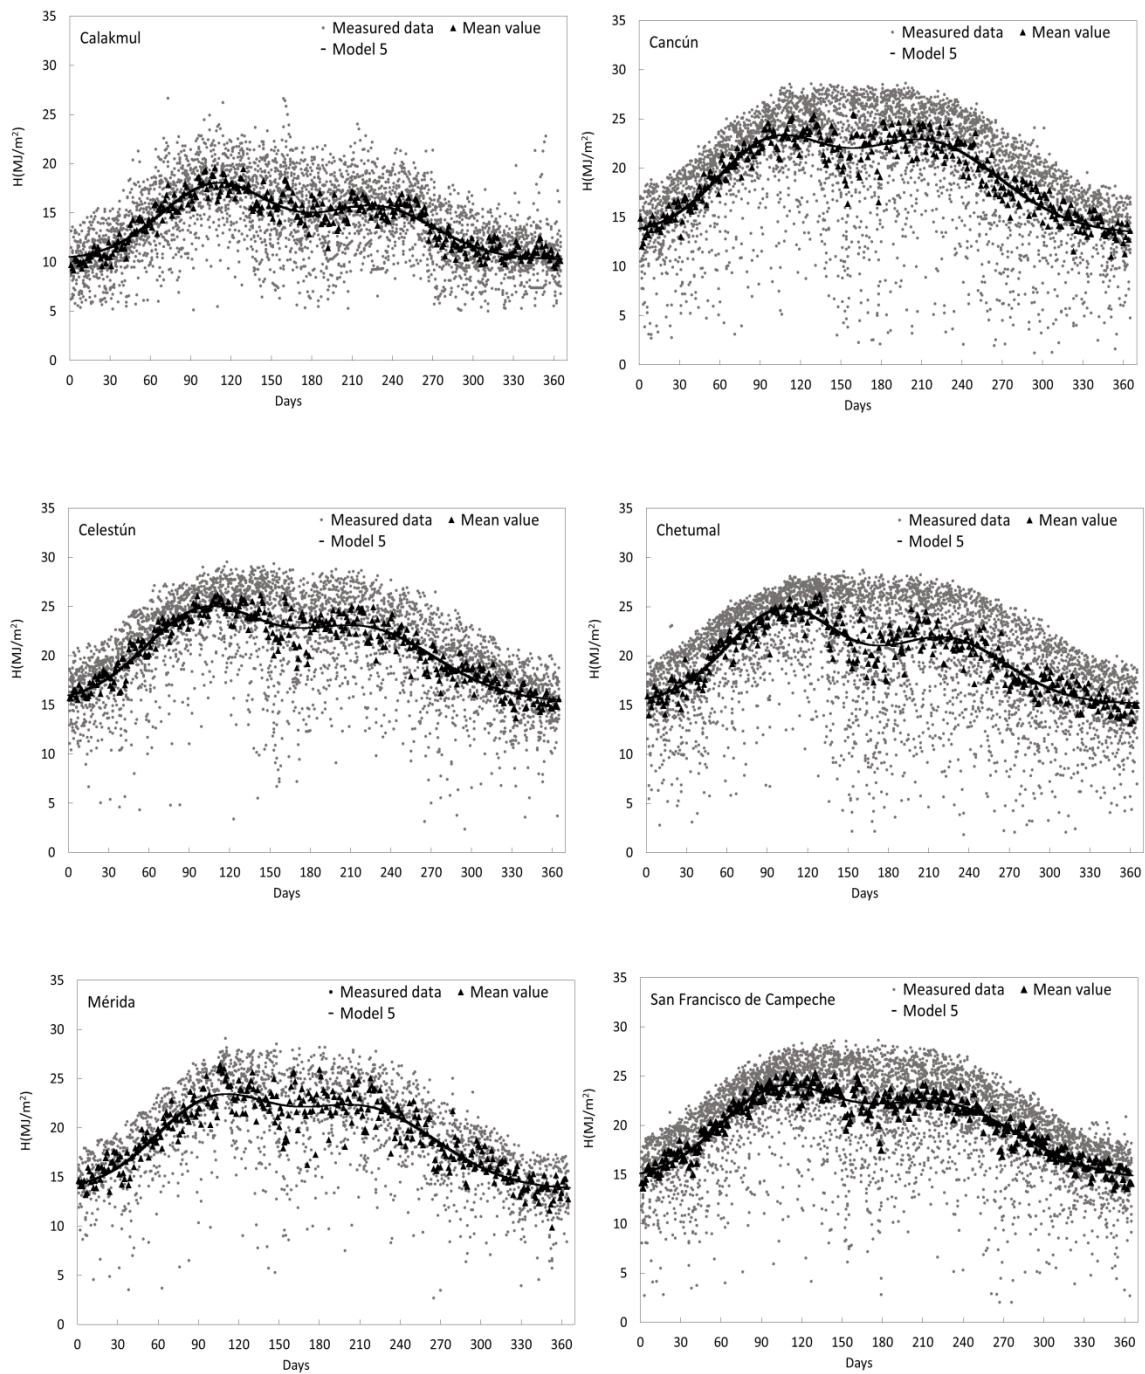 Calakmul
Measured data
Mean value
Model 5
35
30
25
20
15
10
5
0
H(MJ/m²)
0 30 60 90 120 150 180 210 240 270 300 330 360
Days
Cancún
Measured data
Mean value
Model 5
35
30
25
20
15
10
5
0
H(MJ/m²)
0 30 60 90 120 150 180 210 240 270 300 330 360
Days
Celestún
Measured data
Mean value
Model 5
35
30
25
20
15
10
5
0
H(MJ/m²)
0 30 60 90 120 150 180 210 240 270 300 330 360
Days
Chetumal
Measured data
Mean value
Model 5
35
30
25
20
15
10
5
0
H(MJ/m²)
0 30 60 90 120 150 180 210 240 270 300 330 360
Days
Mérida
Measured data
Mean value
Model 5
35
30
25
20
15
10
5
0
H(MJ/m²)
0 30 60 90 120 150 180 210 240 270 300 330 360
Days
San Francisco de Campeche
Measured data
Mean value
Model 5
35
30
25
20
15
10
5
0
H(MJ/m²)
0 30 60 90 120 150 180 210 240 270 300 330 360
Days